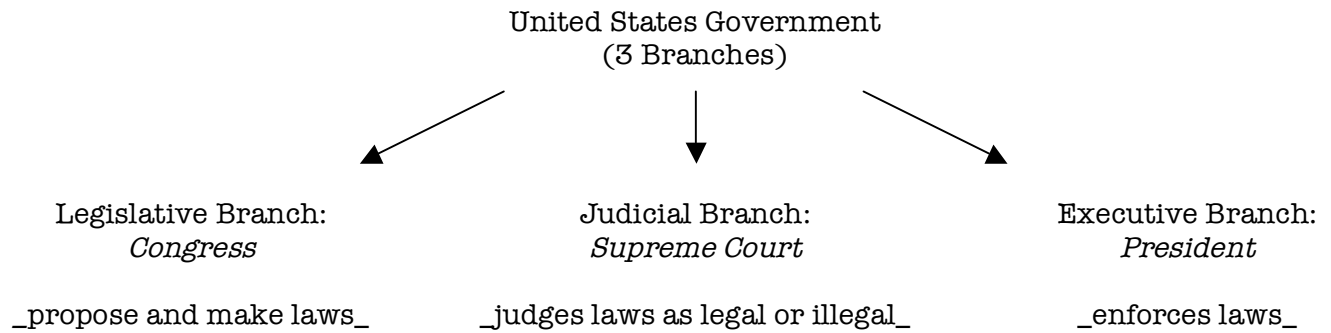 United States Government
(3 Branches)
Legislative Branch:
Congress
_propose and make laws_
Judicial Branch:
Supreme Court
_judges laws as legal or illegal_
Executive Branch:
President
_enforces laws_